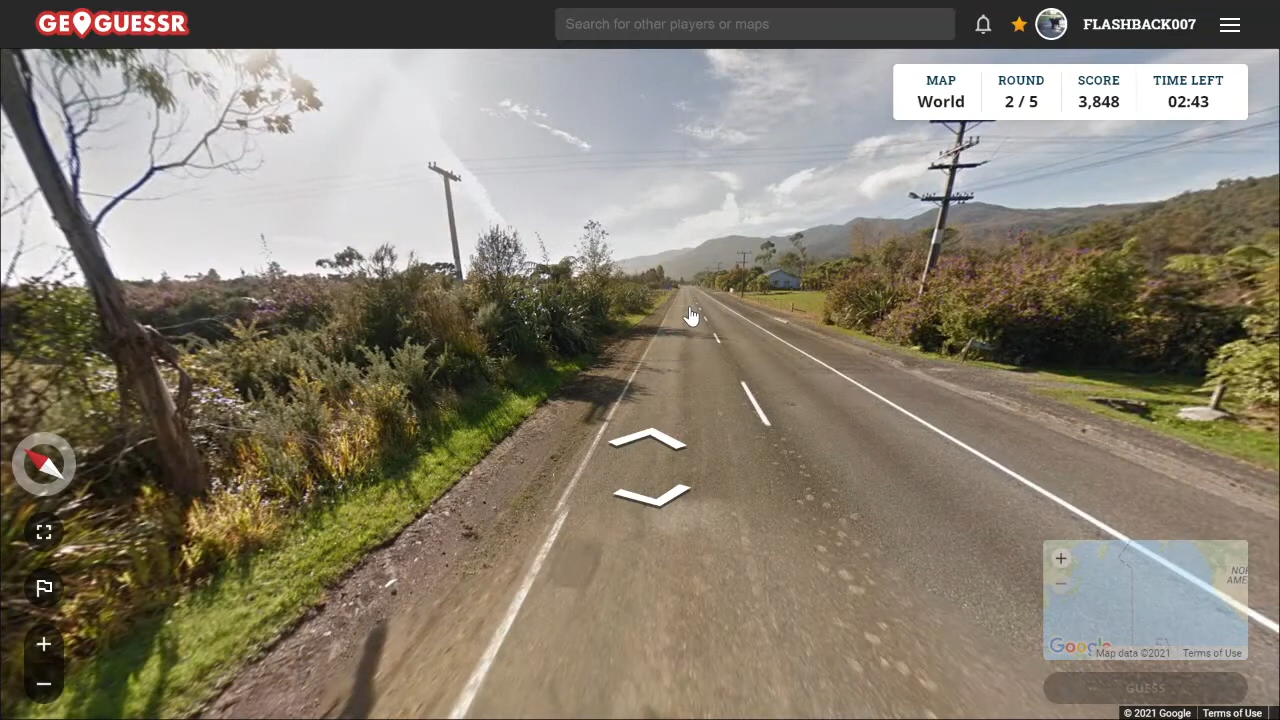 GEOGUESSR
Search for other players or maps
FLASHBACK007
MAP
World
ROUND
2 / 5
SCORE
3,848
TIME LEFT
02:43
+
−
NOR
AME
Google
Map data ©2021
Terms of Use
GUESS
+
−
© 2021 Google
Terms of Use